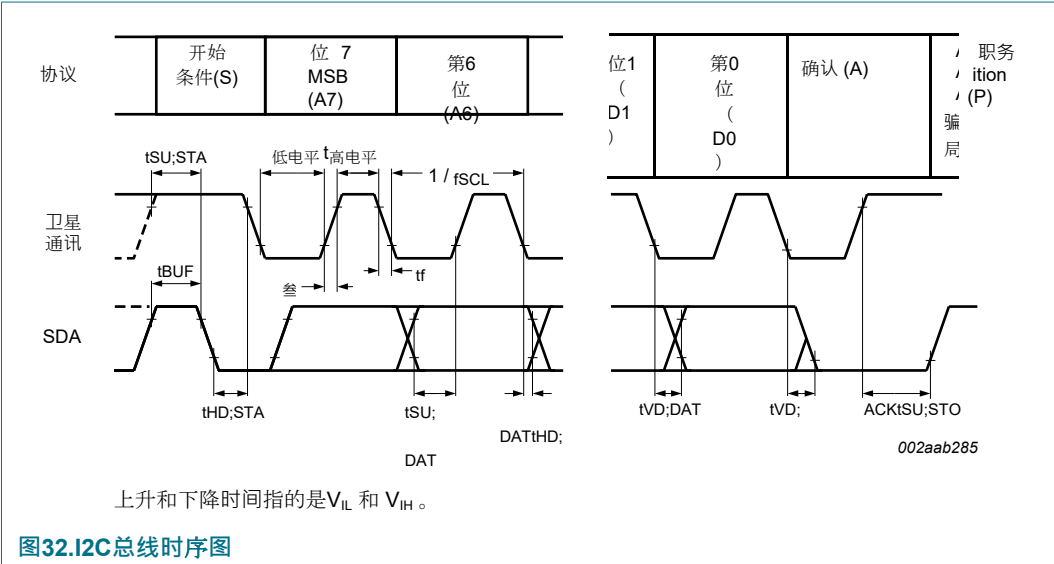 协议
开始
条件(S)
位 7
MSB
(A7)
第6
位
(A6)
位1
(
D1
)
第0
位
(
D0
)
确认 (A)
骗
局
职务
ition
(P)
tSU;STA
低电平 t高电平
1 / fSCL
卫星
通讯
tBUF
叁
tf
SDA
tHD;STA
tSU;
DAT
DATtHD;
tVD;DAT
tVD;
ACKtSU;STO
002aab285
上升和下降时间指的是VIL 和 VIH 。
图32.I2C总线时序图